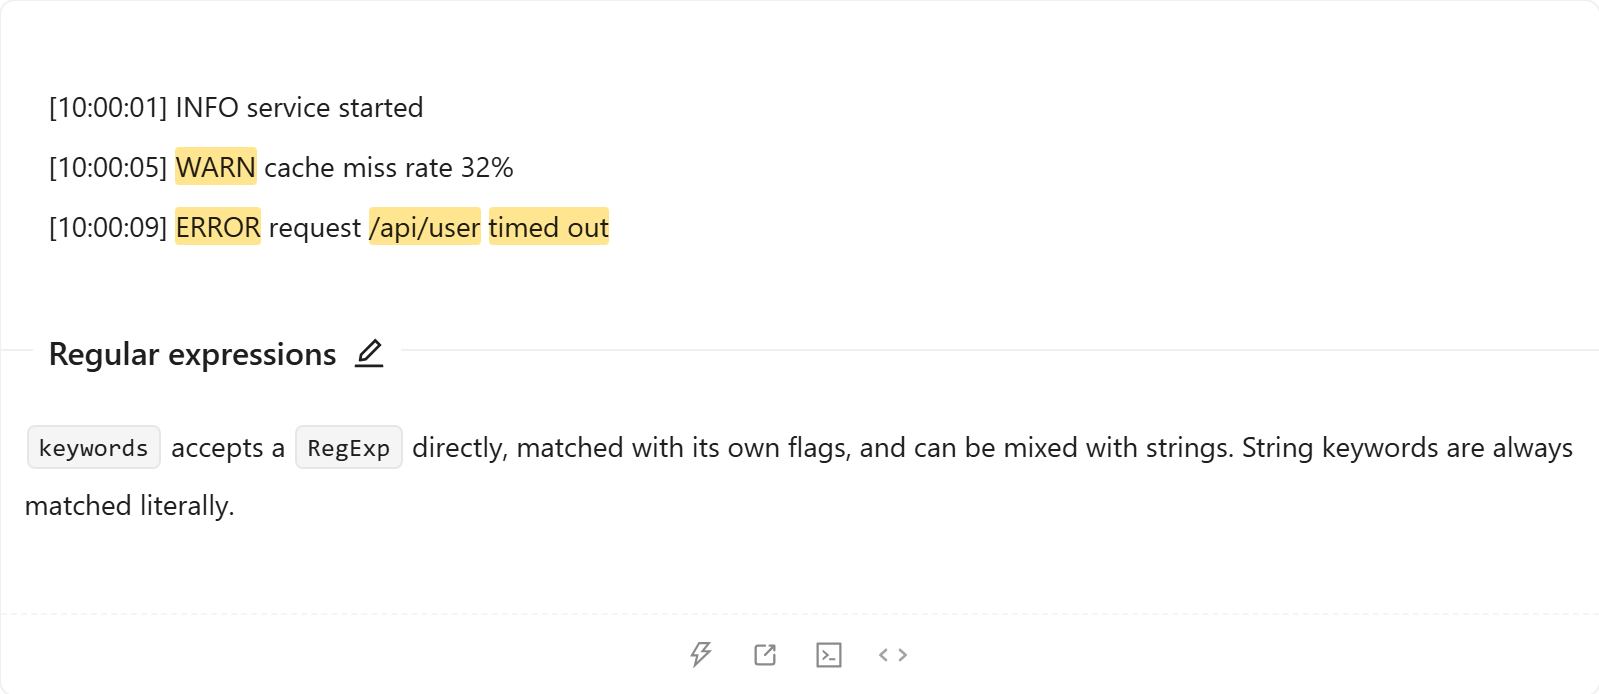 [10:00:01] INFO service started
[10:00:05] WARN cache miss rate 32%
[10:00:09] ERROR request /api/user timed out
Regular expressions
keywords accepts a RegExp directly, matched with its own flags, and can be mixed with strings. String keywords are always
matched literally.